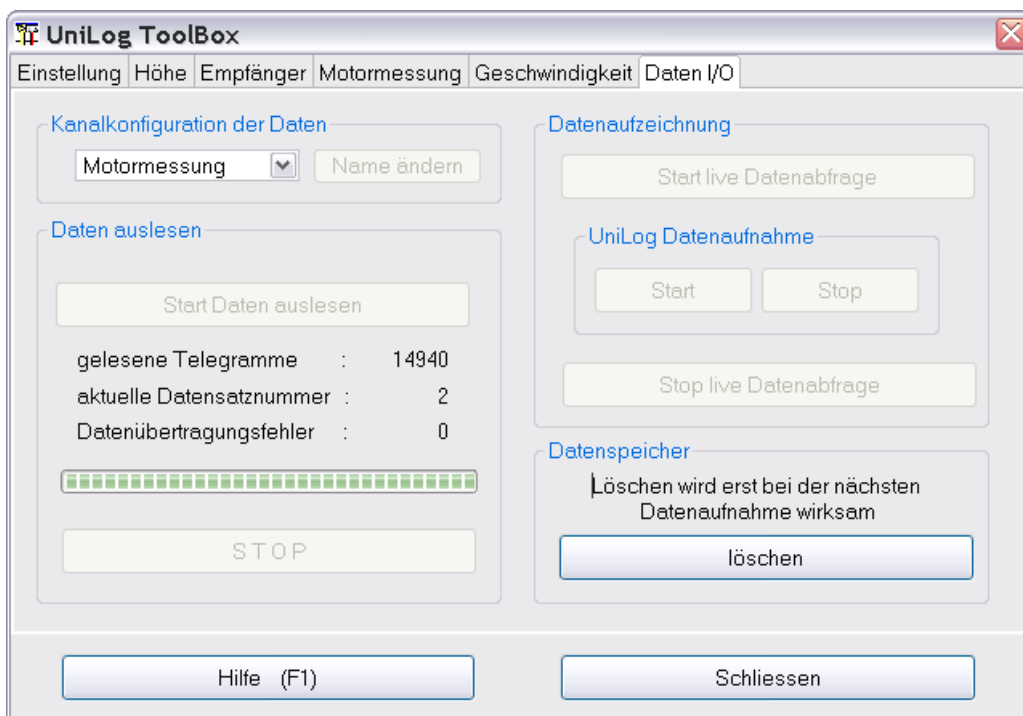 UniLog ToolBox
Einstellung Höhe Empfänger Motormessung Geschwindigkeit Daten I/O
Kanalkonfiguration der Daten
Motormessung Name ändern
Daten auslesen
Start Daten auslesen
gelesene Telegramme : 14940
aktuelle Datensatznummer : 2
Datenübertragungsfehler : 0
STOP
Datenaufzeichnung
Start live Datenabfrage
UniLog Datenaufnahme
Start Stop
Stop live Datenabfrage
Datenspeicher
Löschen wird erst bei der nächsten
Datenaufnahme wirksam
löschen
Hilfe (F1) Schliessen